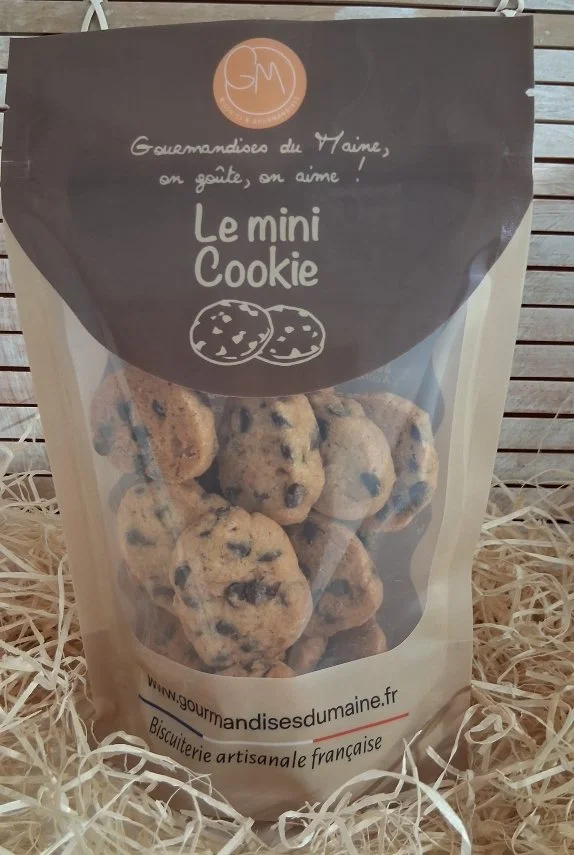 GM
Gourmandises du Maine,
on goûte, on aime !
Le mini
Cookie
www.gourmandisesdumaine.fr
Biscuiterie artisanale française